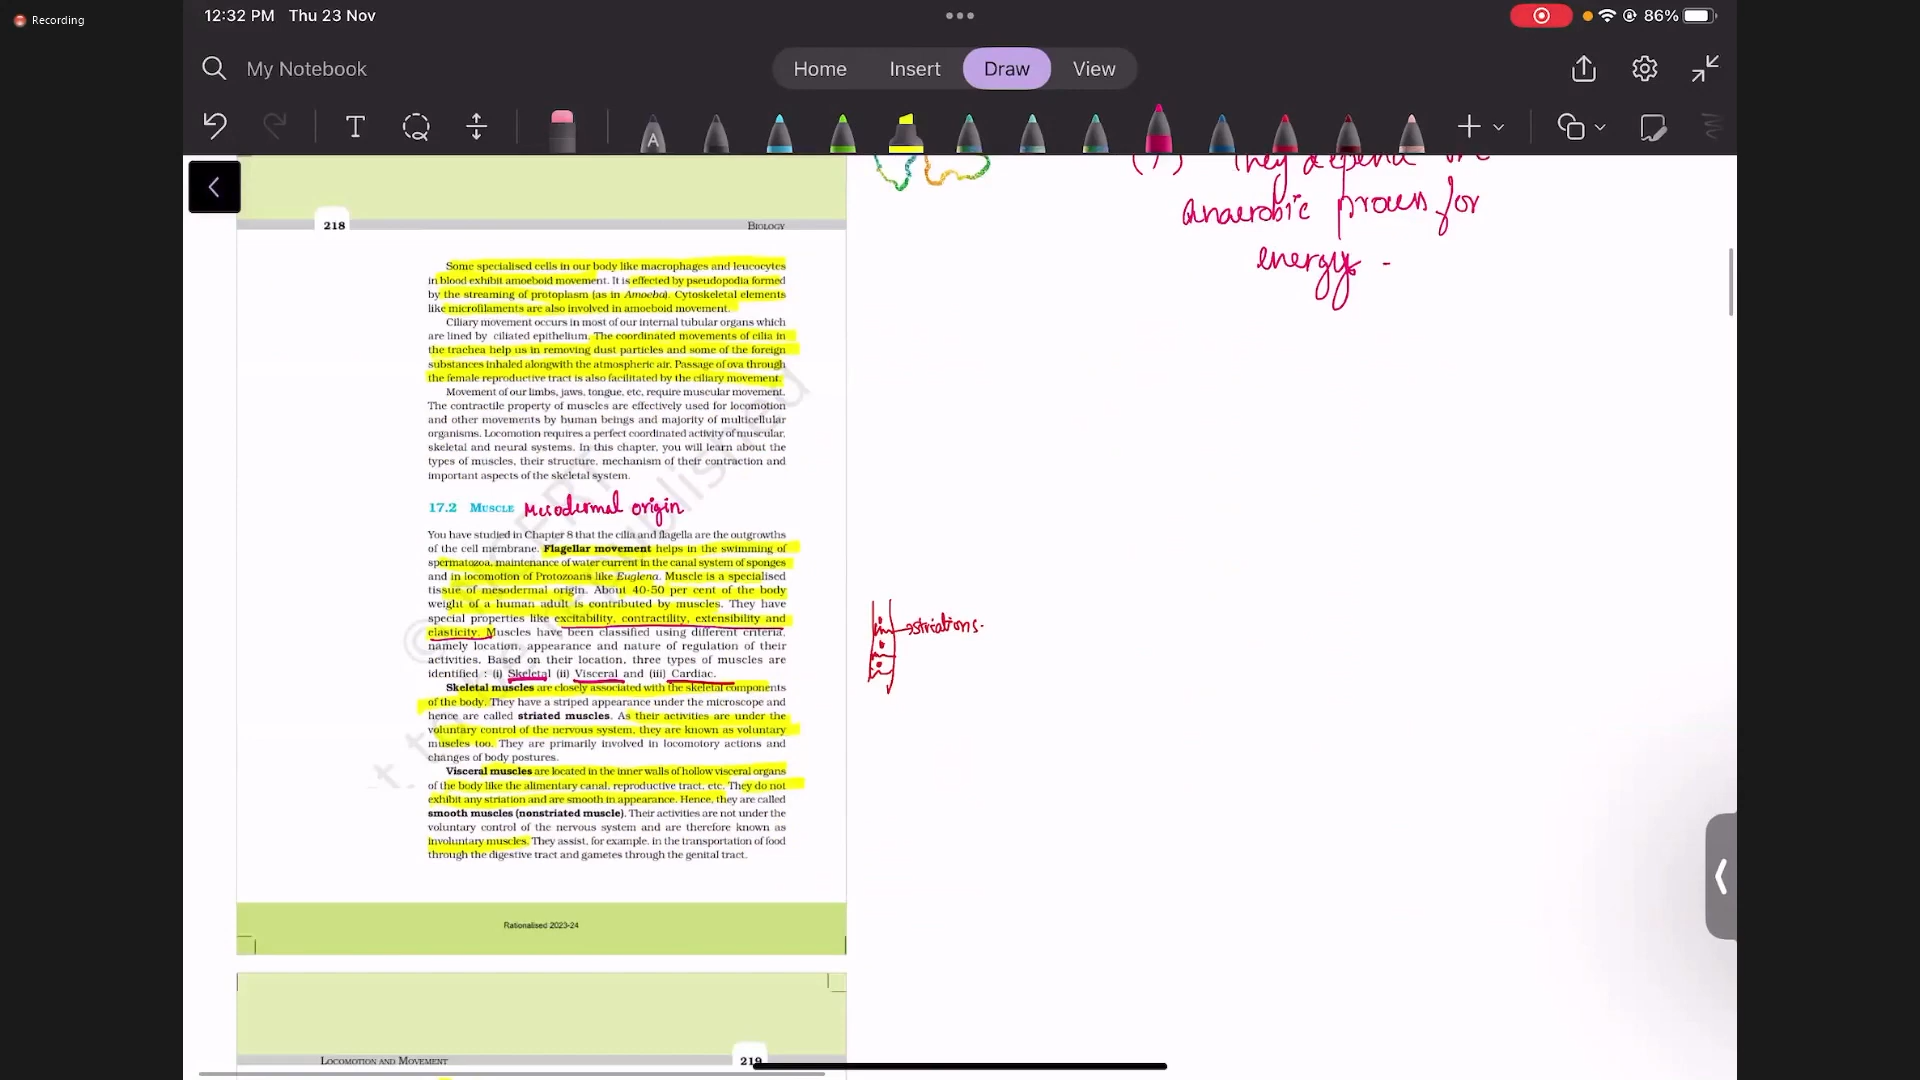 Recording
12:32 PM Thu 23 Nov
86%
My Notebook
Home Insert Draw View
T
A
They depend
anaerobic process for
energy.
218
BIOLOGY
Some specialised cells in our body like macrophages and leucocytes
in blood exhibit amoeboid movement. It is effected by pseudopodia formed
by the streaming of protoplasm (as in Amoeba). Cytoskeletal elements
like microfilaments are also involved in amoeboid movement.
Ciliary movement occurs in most of our internal tubular organs which
are lined by ciliated epithelium. The coordinated movements of cilia in
the trachea help us in removing dust particles and some of the foreign
substances inhaled alongwith the atmospheric air. Passage of ova through
the female reproductive tract is also facilitated by the ciliary movement.
Movement of our limbs, jaws, tongue, etc, require muscular movement.
The contractile property of muscles are effectively used for locomotion
and other movements by human beings and majority of multicellular
organisms. Locomotion requires a perfect coordinated activity of muscular,
skeletal and neural systems. In this chapter, you will learn about the
types of muscles, their structure, mechanism of their contraction and
important aspects of the skeletal system.
17.2 MUSCLE Mesodermal origin
You have studied in Chapter 8 that the cilia and flagella are the outgrowths
of the cell membrane. Flagellar movement helps in the swimming of
spermatozoa, maintenance of water current in the canal system of sponges
and in locomotion of Protozoans like Euglena. Muscle is a specialised
tissue of mesodermal origin. About 40-50 per cent of the body
weight of a human adult is contributed by muscles. They have
special properties like excitability, contractility, extensibility and
elasticity. Muscles have been classified using different criteria,
namely location, appearance and nature of regulation of their
activities. Based on their location, three types of muscles are
identified : (i) Skeletal (ii) Visceral and (iii) Cardiac.
Skeletal muscles are closely associated with the skeletal components
of the body. They have a striped appearance under the microscope and
hence are called striated muscles. As their activities are under the
voluntary control of the nervous system, they are known as voluntary
muscles too. They are primarily involved in locomotory actions and
changes of body postures.
Visceral muscles are located in the inner walls of hollow visceral organs
of the body like the alimentary canal, reproductive tract, etc. They do not
exhibit any striation and are smooth in appearance. Hence, they are called
smooth muscles (nonstriated muscle). Their activities are not under the
voluntary control of the nervous system and are therefore known as
involuntary muscles. They assist, for example, in the transportation of food
through the digestive tract and gametes through the genital tract.
striations.
Rationalised 2023-24
LOCOMOTION AND MOVEMENT
219